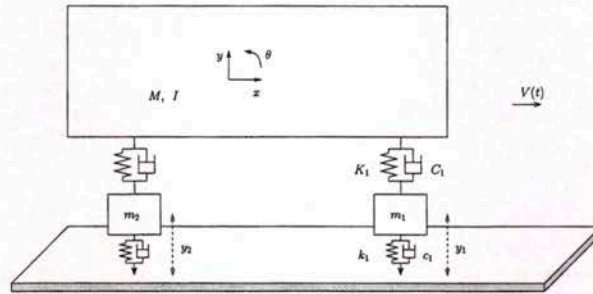 y
θ
x
M, I
V(t)
K₁
C₁
m₂
m₁
y₂
k₁
c₁
y₁